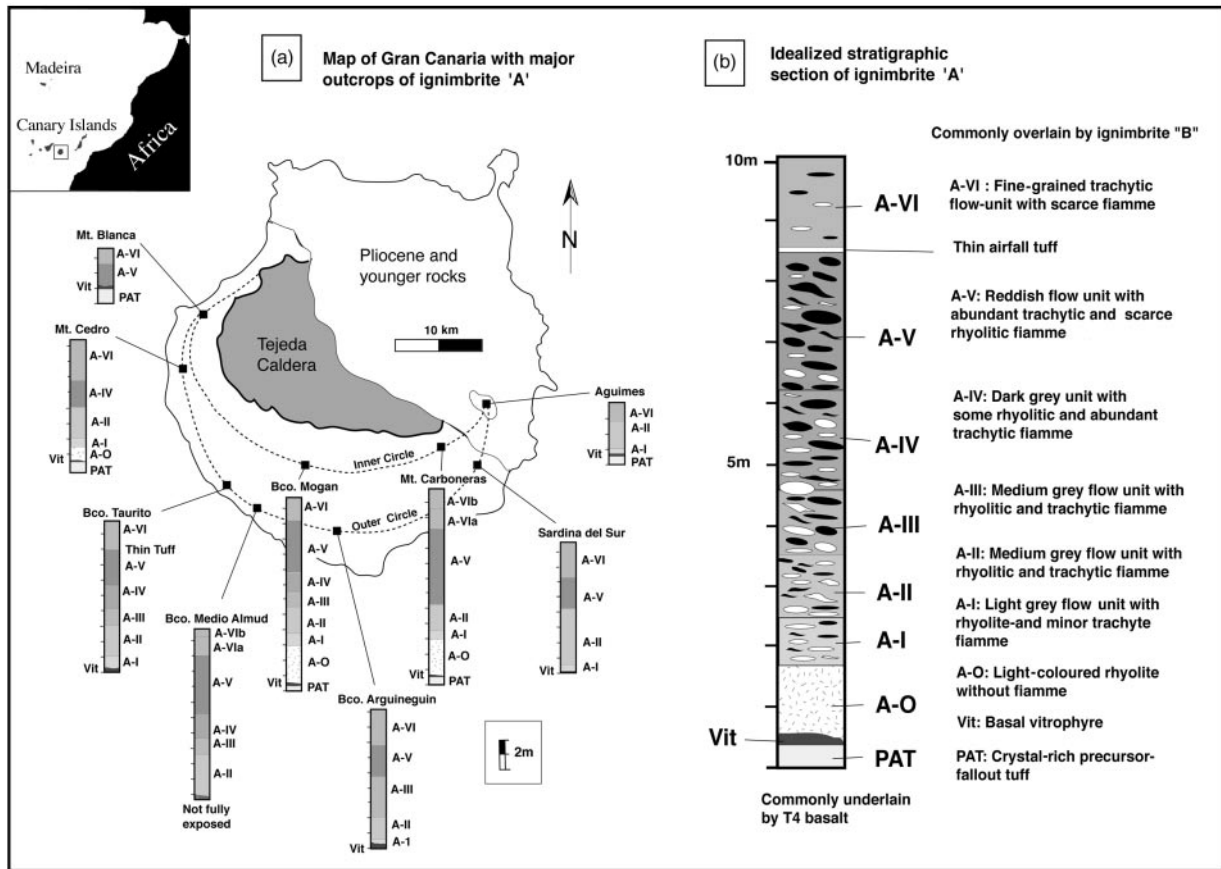 Madeira
Canary Islands
Africa
(a)
Map of Gran Canaria with major
outcrops of ignimbrite 'A'
N
Pliocene and
younger rocks
10 km
Tejeda
Caldera
Inner Circle
Outer Circle
Mt. Blanca
A-VI
A-V
Vit
PAT
Mt. Cedro
A-VI
A-IV
A-II
A-I
A-O
Vit
PAT
Bco. Taurito
A-VI
Thin Tuff
A-V
A-IV
A-III
A-II
A-I
Vit
Bco. Medio Almud
A-VIb
A-VIa
A-V
A-IV
A-III
A-II
Not fully
exposed
Bco. Mogan
A-VI
A-V
A-IV
A-III
A-II
A-I
A-O
Vit
PAT
Bco. Arguineguin
A-VI
A-V
A-III
A-II
A-1
Vit
Mt. Carboneras
A-VIb
A-VIa
A-V
A-II
A-I
A-O
Vit
PAT
Sardina del Sur
A-VI
A-V
A-II
A-I
Vit
Aguimes
A-VI
A-II
A-I
Vit
PAT
2m
(b)
Idealized stratigraphic
section of ignimbrite 'A'
Commonly overlain by ignimbrite "B"
10m
5m
A-VI
A-V
A-IV
A-III
A-II
A-I
A-O
Vit
PAT
A-VI : Fine-grained trachytic
flow-unit with scarce fiamme
Thin airfall tuff
A-V: Reddish flow unit with
abundant trachytic and scarce
rhyolitic fiamme
A-IV: Dark grey unit with
some rhyolitic and abundant
trachytic fiamme
A-III: Medium grey flow unit with
rhyolitic and trachytic fiamme
A-II: Medium grey flow unit with
rhyolitic and trachytic fiamme
A-I: Light grey flow unit with
rhyolite-and minor trachyte
fiamme
A-O: Light-coloured rhyolite
without fiamme
Vit: Basal vitrophyre
PAT: Crystal-rich precursor-
fallout tuff
Commonly underlain
by T4 basalt